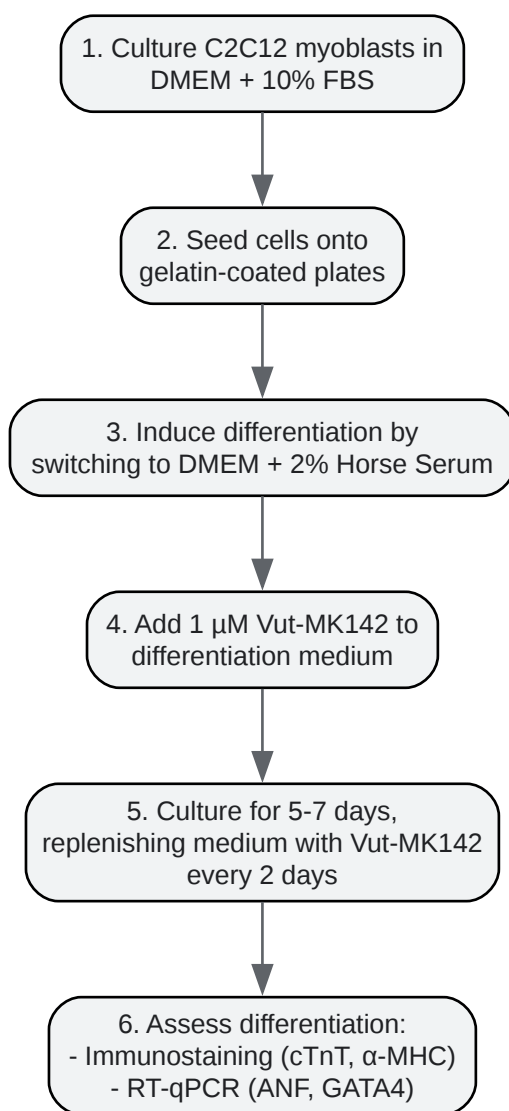 1. Culture C2C12 myoblasts in
DMEM + 10% FBS
2. Seed cells onto
gelatin-coated plates
3. Induce differentiation by
switching to DMEM + 2% Horse Serum
4. Add 1 µM Vut-MK142 to
differentiation medium
5. Culture for 5-7 days,
replenishing medium with Vut-MK142
every 2 days
6. Assess differentiation:
- Immunostaining (cTnT, α-MHC)
- RT-qPCR (ANF, GATA4)